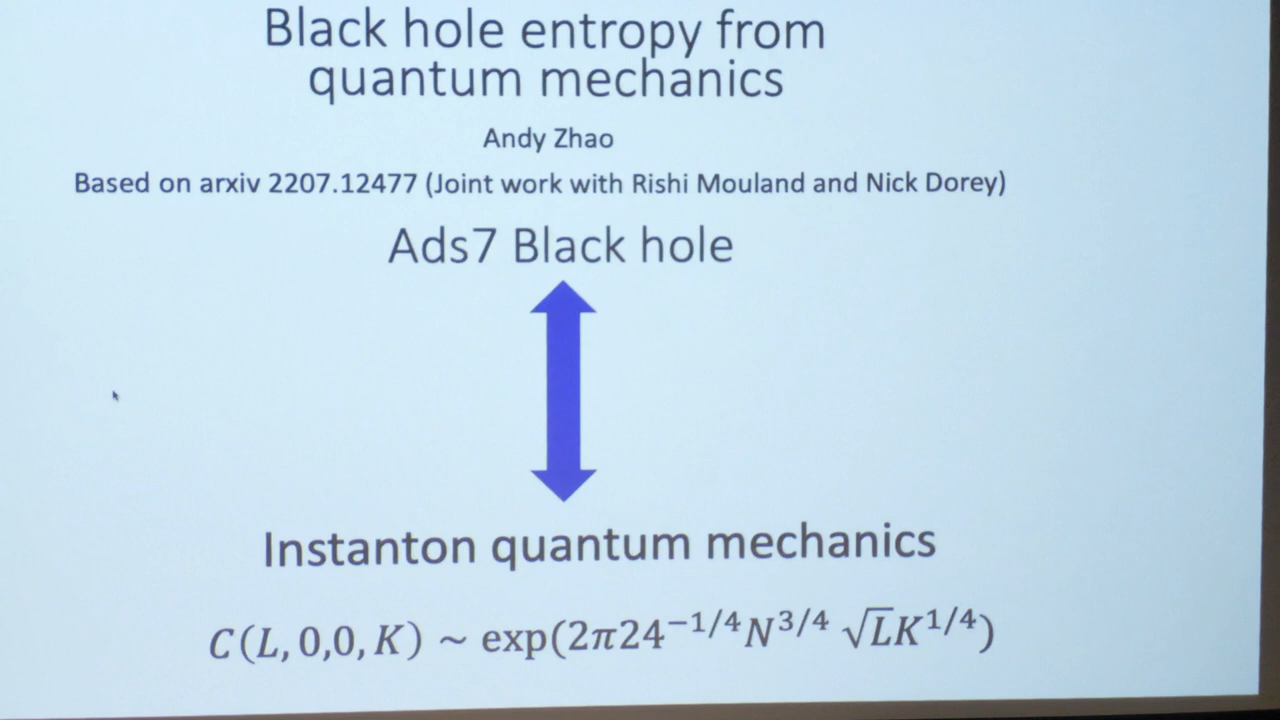 Black hole entropy from
quantum mechanics
Andy Zhao
Based on arxiv 2207.12477 (Joint work with Rishi Mouland and Nick Dorey)
Ads7 Black hole
Instanton quantum mechanics
C(L, 0,0, K) ~ exp(2π24^{-1/4}N^{3/4} √L K^{1/4})